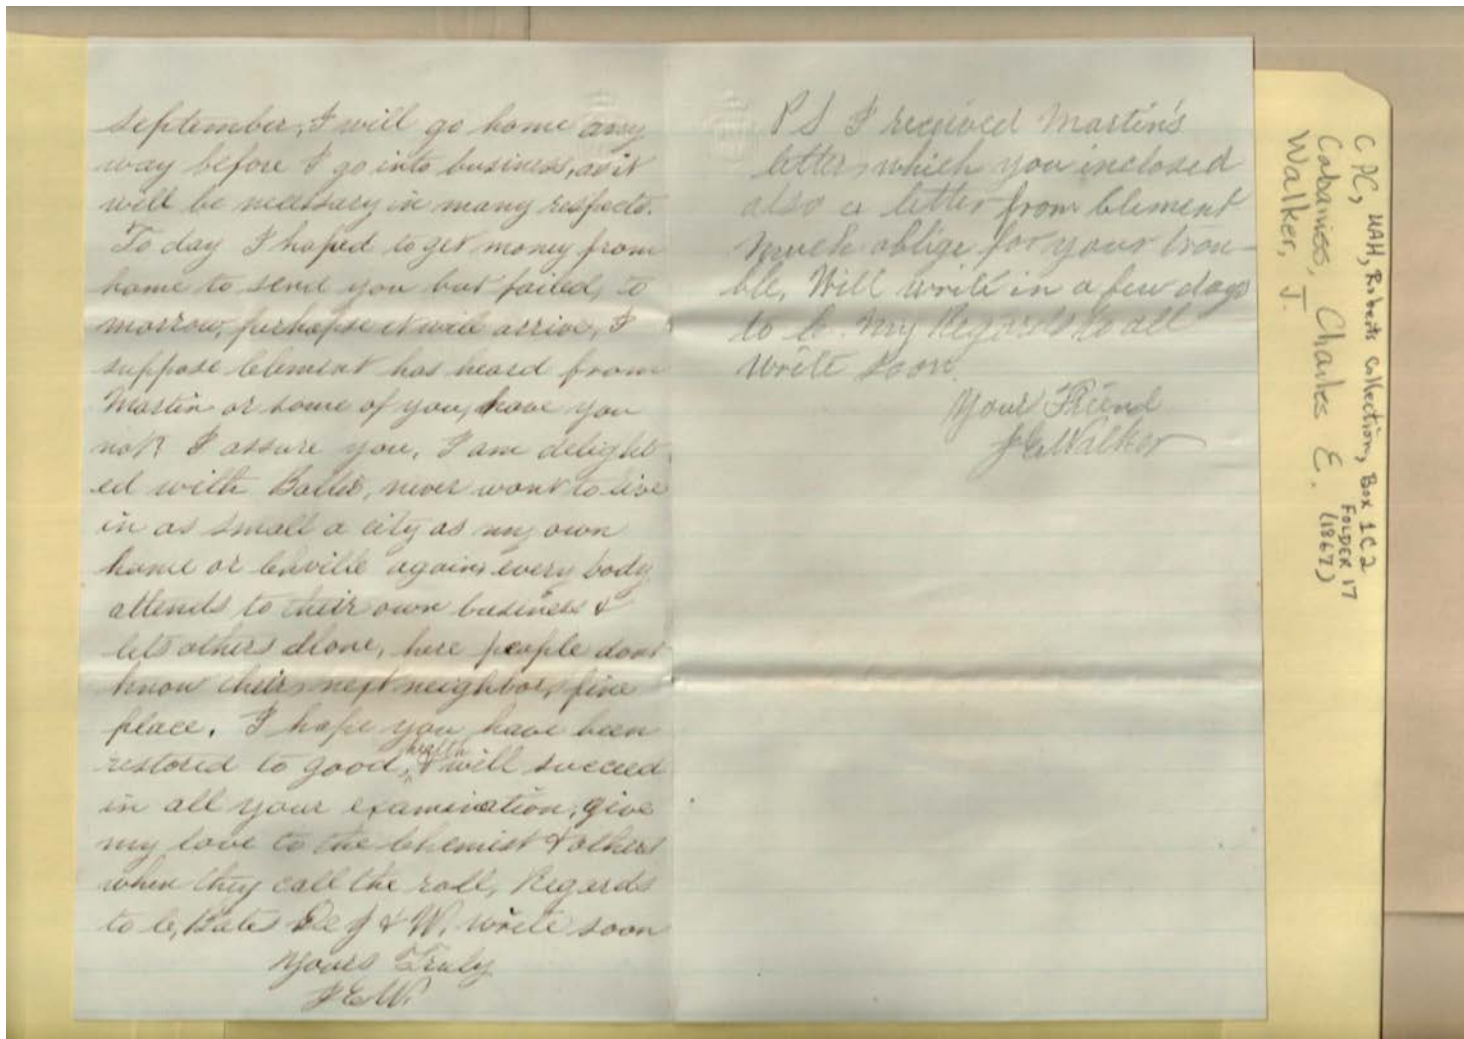 September, I will go home any
way before I go into business, as it
will be necessary in many respects.
To day I hoped to get money from
home to send you but failed, to
morrow, perhapse it will arrive, I
suppose Clement has heard from
Martin or some of you, have you
not? I assure you, I am delight
ed with Balto, never want to live
in as small a city as my own
home or Chville again, every body
attends to their own business &
lets others alone, here people dont
know their next neighbors, fine
place. I hope you have been
restored to good health, & will succeed
in all your examination, give
my love to the Chemist & others
when they call the roll, Regards
to C, Bates J & W, write soon
Yours Truly
J E W.
P S I received Martin's
letter, which you inclosed
also a letter from Clement
much oblige for your trou-
ble, Will write in a few days
to C. My Regards to all
write soon.
Your Friend
J E Walker
CPC, UAH, Roberts Collection, Box 1C2
FOLDER 17
(1867)
Cabaniss, Charles E.
Walker, J.